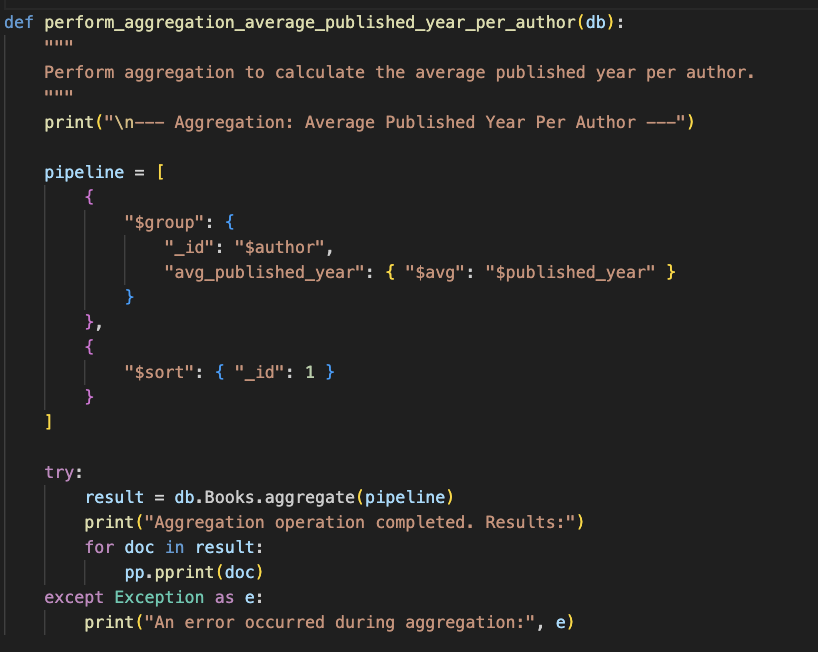 def perform_aggregation_average_published_year_per_author(db):
    """
    Perform aggregation to calculate the average published year per author.
    """
    print("\n--- Aggregation: Average Published Year Per Author ---")

    pipeline = [
        {
            "$group": {
                "_id": "$author",
                "avg_published_year": { "$avg": "$published_year" }
            }
        },
        {
            "$sort": { "_id": 1 }
        }
    ]

    try:
        result = db.Books.aggregate(pipeline)
        print("Aggregation operation completed. Results:")
        for doc in result:
            pp.pprint(doc)
    except Exception as e:
        print("An error occurred during aggregation:", e)